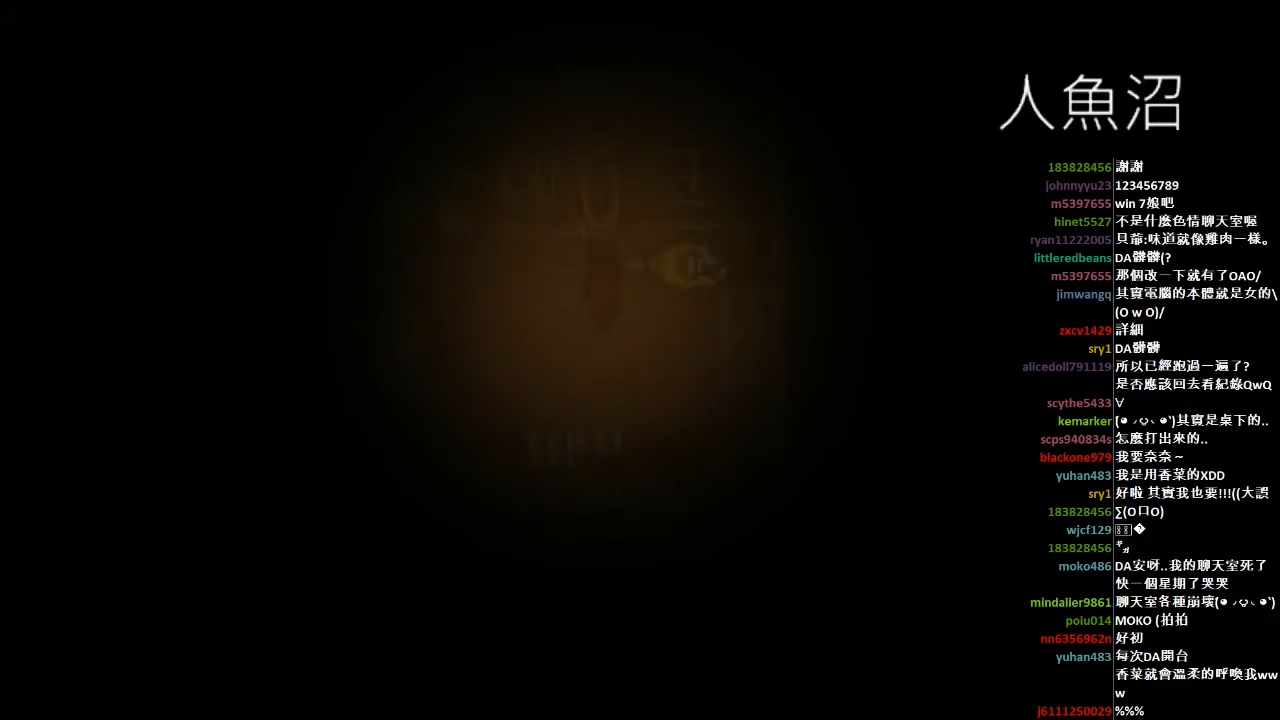 人魚沼
183828456 謝謝
johnnyyu23 123456789
m5397655 win 7娘吧
hinet5527 不是什麼色情聊天室喔
ryan11222005 貝爺:味道就像雞肉一樣。
littleredbeans DA髒髒(?
m5397655 那個改一下就有了OAO/
jimwangq 其實電腦的本體就是女的\
(O w O)/
zxcv1429 詳細
sry1 DA髒髒
alicedoll791119 所以已經跑過一遍了?
是否應該回去看紀錄QwQ
scythe5433 ∀
kemarker (◕◞౪◟◕‵)其實是桌下的..
scps940834s 怎麼打出來的..
blackone979 我要奈奈～
yuhan483 我是用香菜的XDD
sry1 好啦 其實我也要!!!((大誤
183828456 ∑(O口O)
wjcf129
183828456
moko486 DA安呀..我的聊天室死了
快一個星期了哭哭
mindalier9861 聊天室各種崩壞(◕◞౪◟◕‵)
poiu014 MOKO (拍拍
nn6356962n 好初
yuhan483 每次DA開台
香菜就會溫柔的呼喚我ww
w
j6111250029 %%%